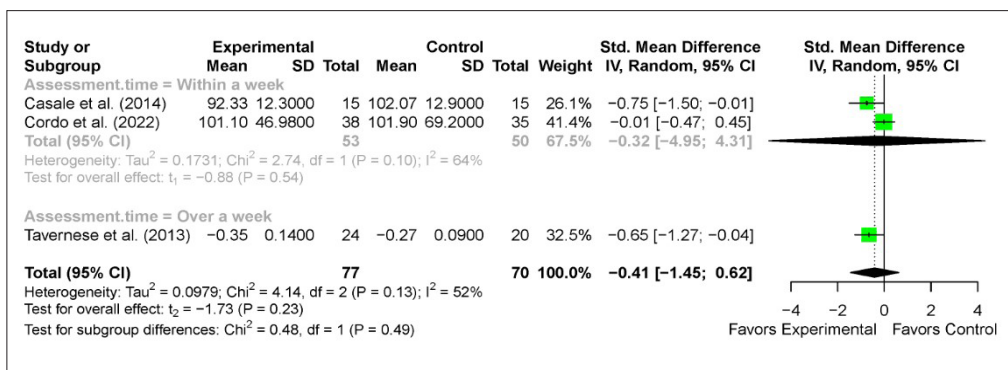 Study or Experimental Control Std. Mean Difference Std. Mean Difference
Subgroup Mean SD Total Mean SD Total Weight IV, Random, 95% CI IV, Random, 95% CI
Assessment.time = Within a week
Casale et al. (2014) 92.33 12.3000 15 102.07 12.9000 15 26.1% −0.75 [−1.50; −0.01]
Cordo et al. (2022) 101.10 46.9800 38 101.90 69.2000 35 41.4% −0.01 [−0.47; 0.45]
Total (95% CI) 53 50 67.5% −0.32 [−4.95; 4.31]
Heterogeneity: Tau² = 0.1731; Chi² = 2.74, df = 1 (P = 0.10); I² = 64%
Test for overall effect: t₁ = −0.88 (P = 0.54)
Assessment.time = Over a week
Tavernese et al. (2013) −0.35 0.1400 24 −0.27 0.0900 20 32.5% −0.65 [−1.27; −0.04]
Total (95% CI) 77 70 100.0% −0.41 [−1.45; 0.62]
Heterogeneity: Tau² = 0.0979; Chi² = 4.14, df = 2 (P = 0.13); I² = 52%
Test for overall effect: t₂ = −1.73 (P = 0.23)
Test for subgroup differences: Chi² = 0.48, df = 1 (P = 0.49)
−4 −2 0 2 4
Favors Experimental Favors Control